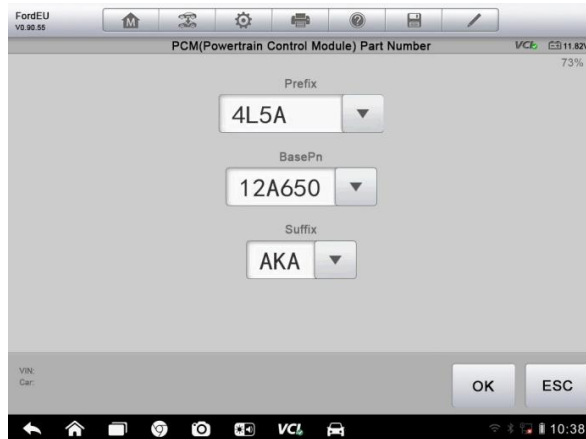 FordEU
V0.90.55
PCM(Powertrain Control Module) Part Number
VCI 11.82V
73%
Prefix
4L5A
BasePn
12A650
Suffix
AKA
VIN:
Car:
OK ESC
VCI 10:38